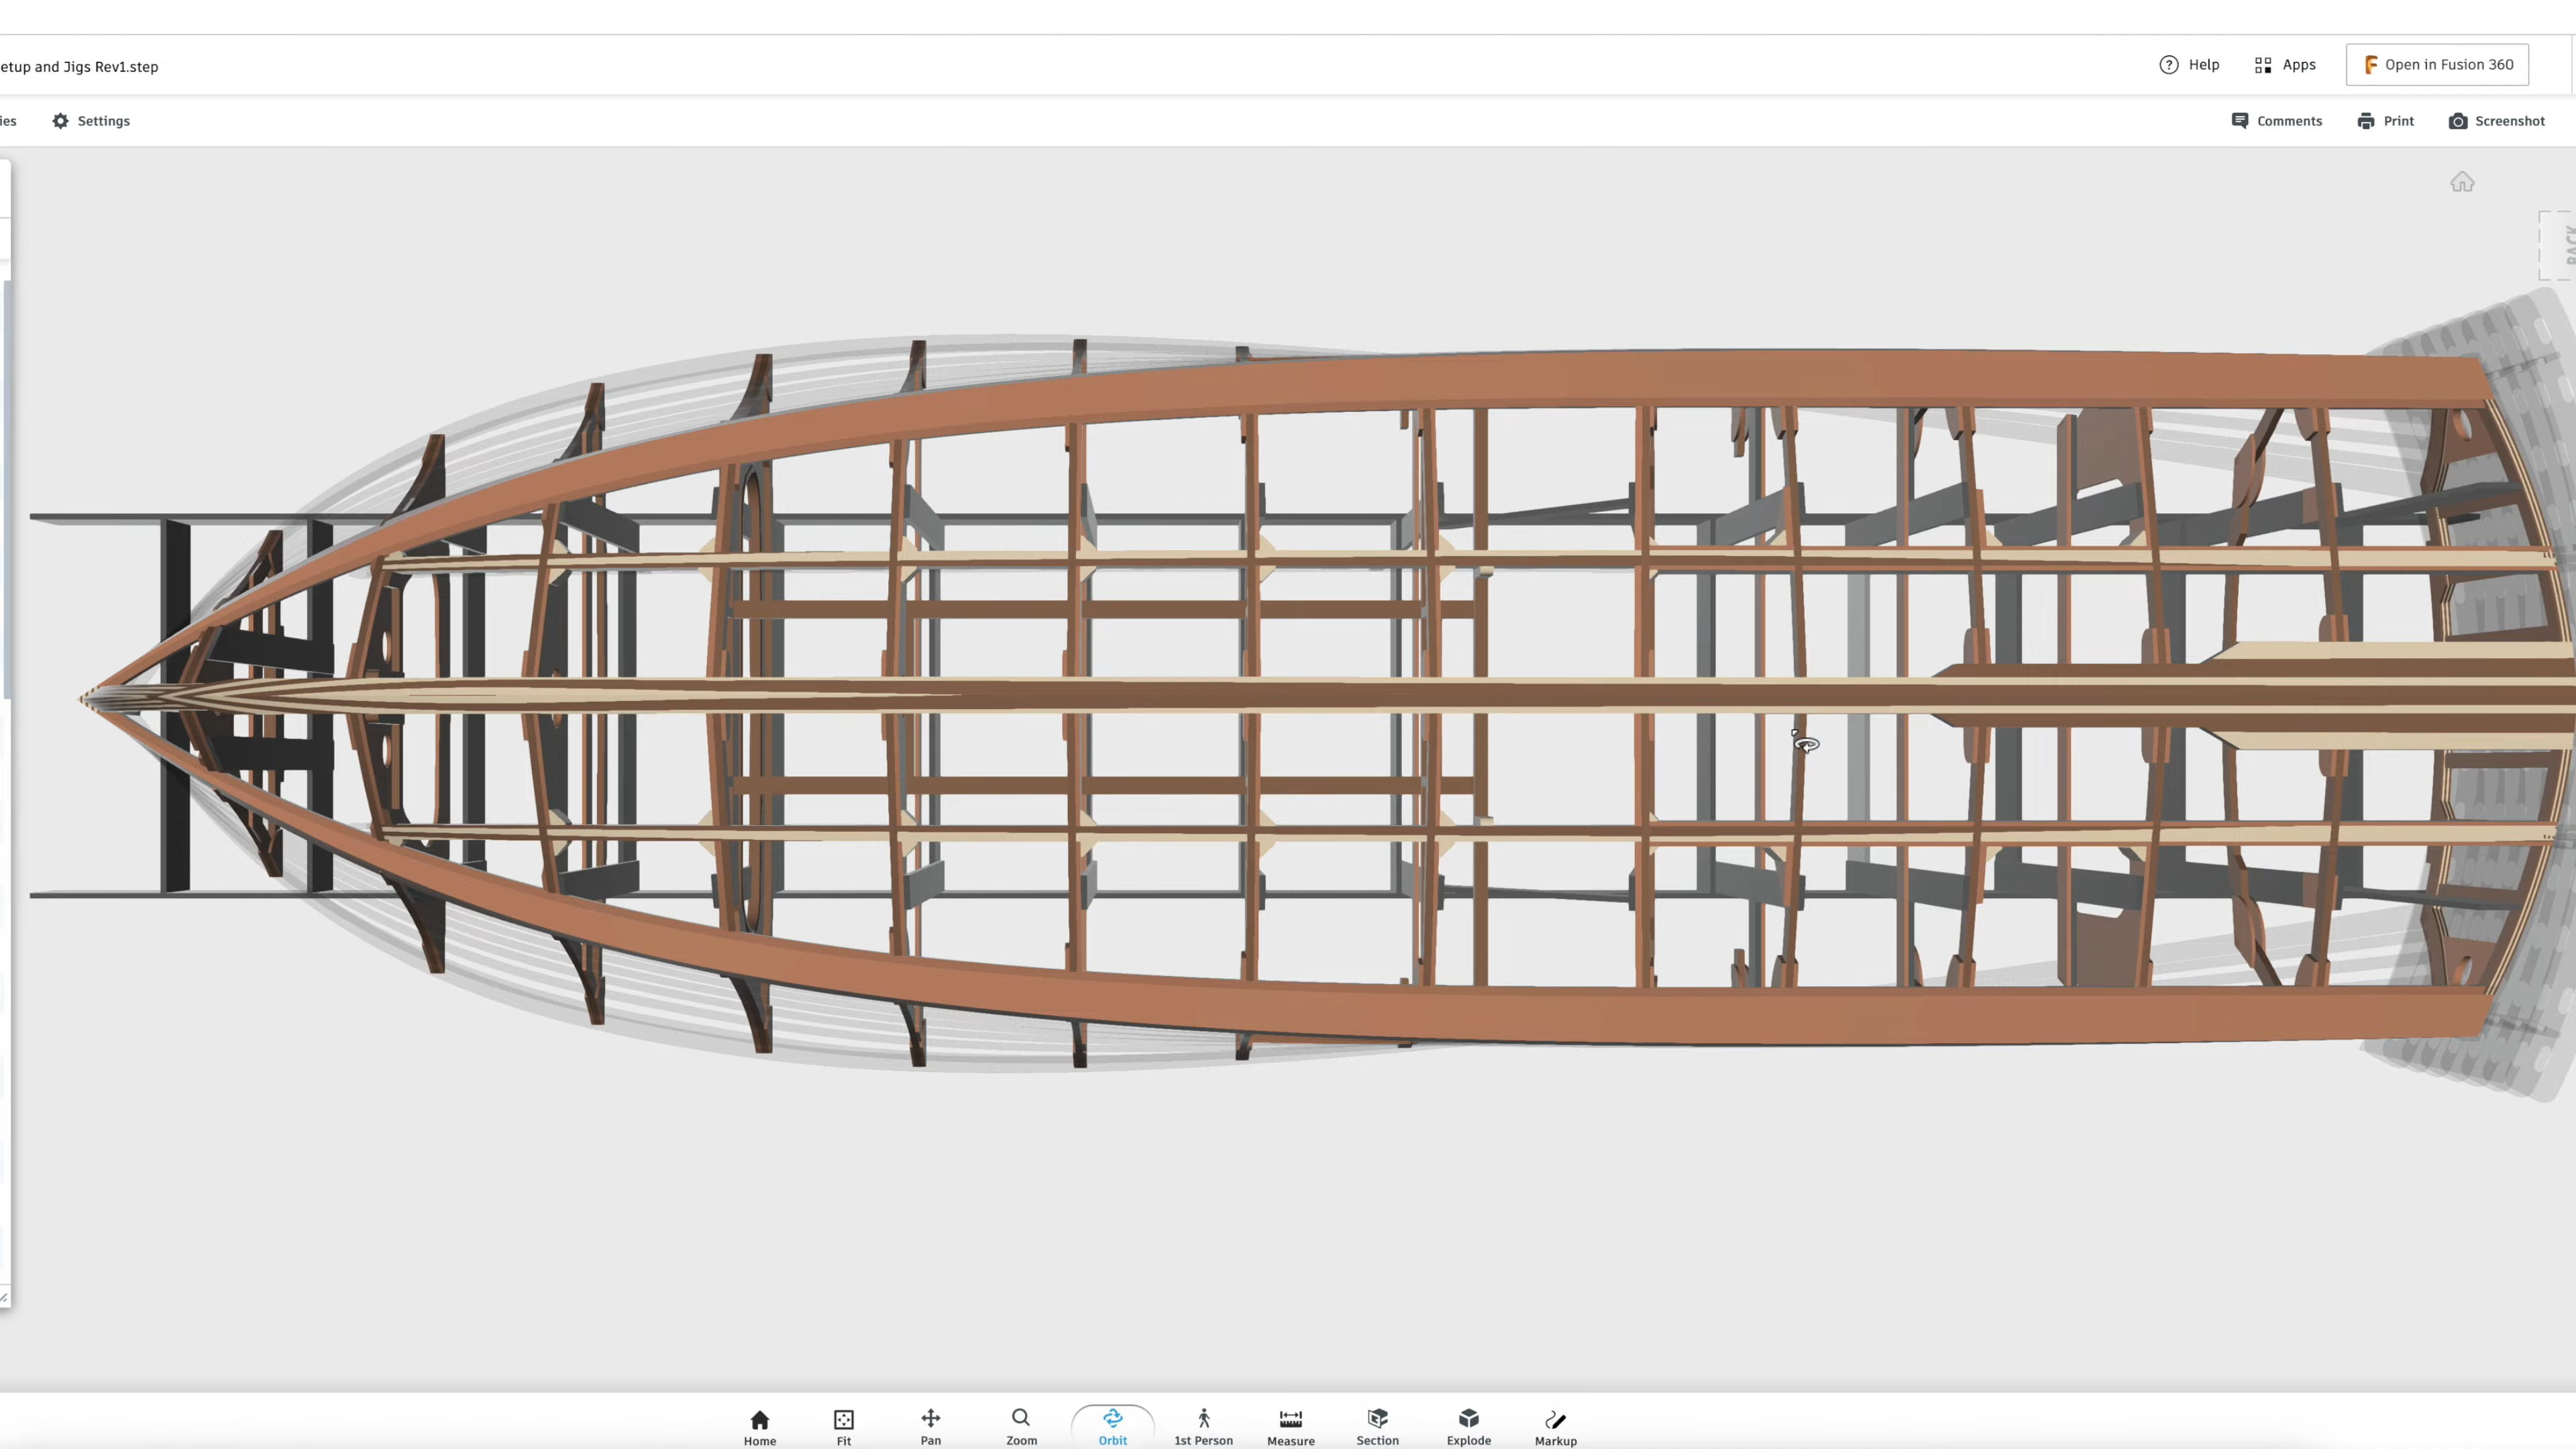 etup and Jigs Rev1.step
Help
Apps
Open in Fusion 360
ies
Settings
Comments
Print
Screenshot
BACK
Home
Fit
Pan
Zoom
Orbit
1st Person
Measure
Section
Explode
Markup